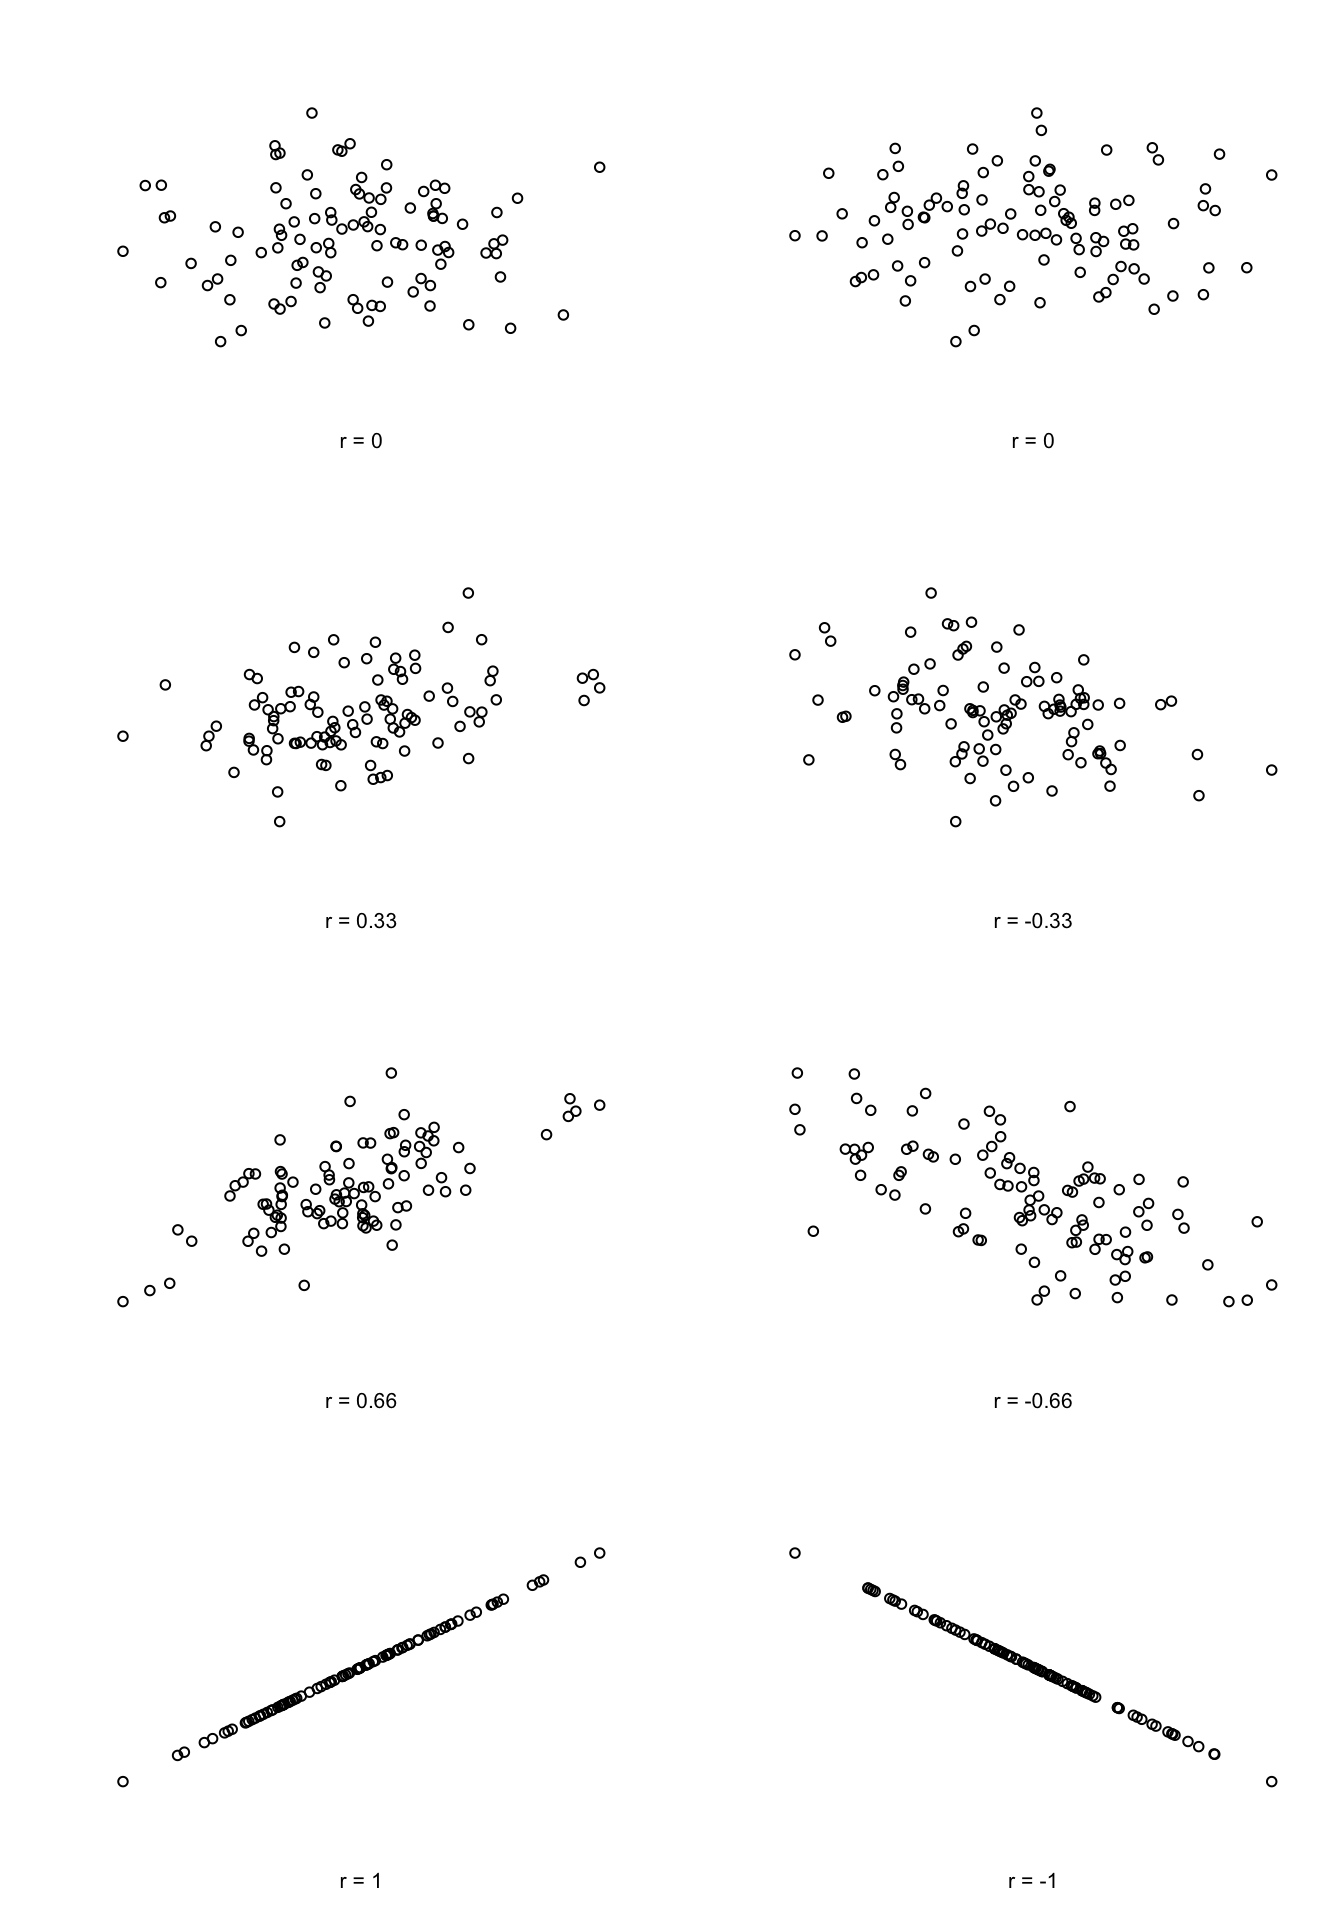 r = 0
r = 0
r = 0.33
r = -0.33
r = 0.66
r = -0.66
r = 1
r = -1